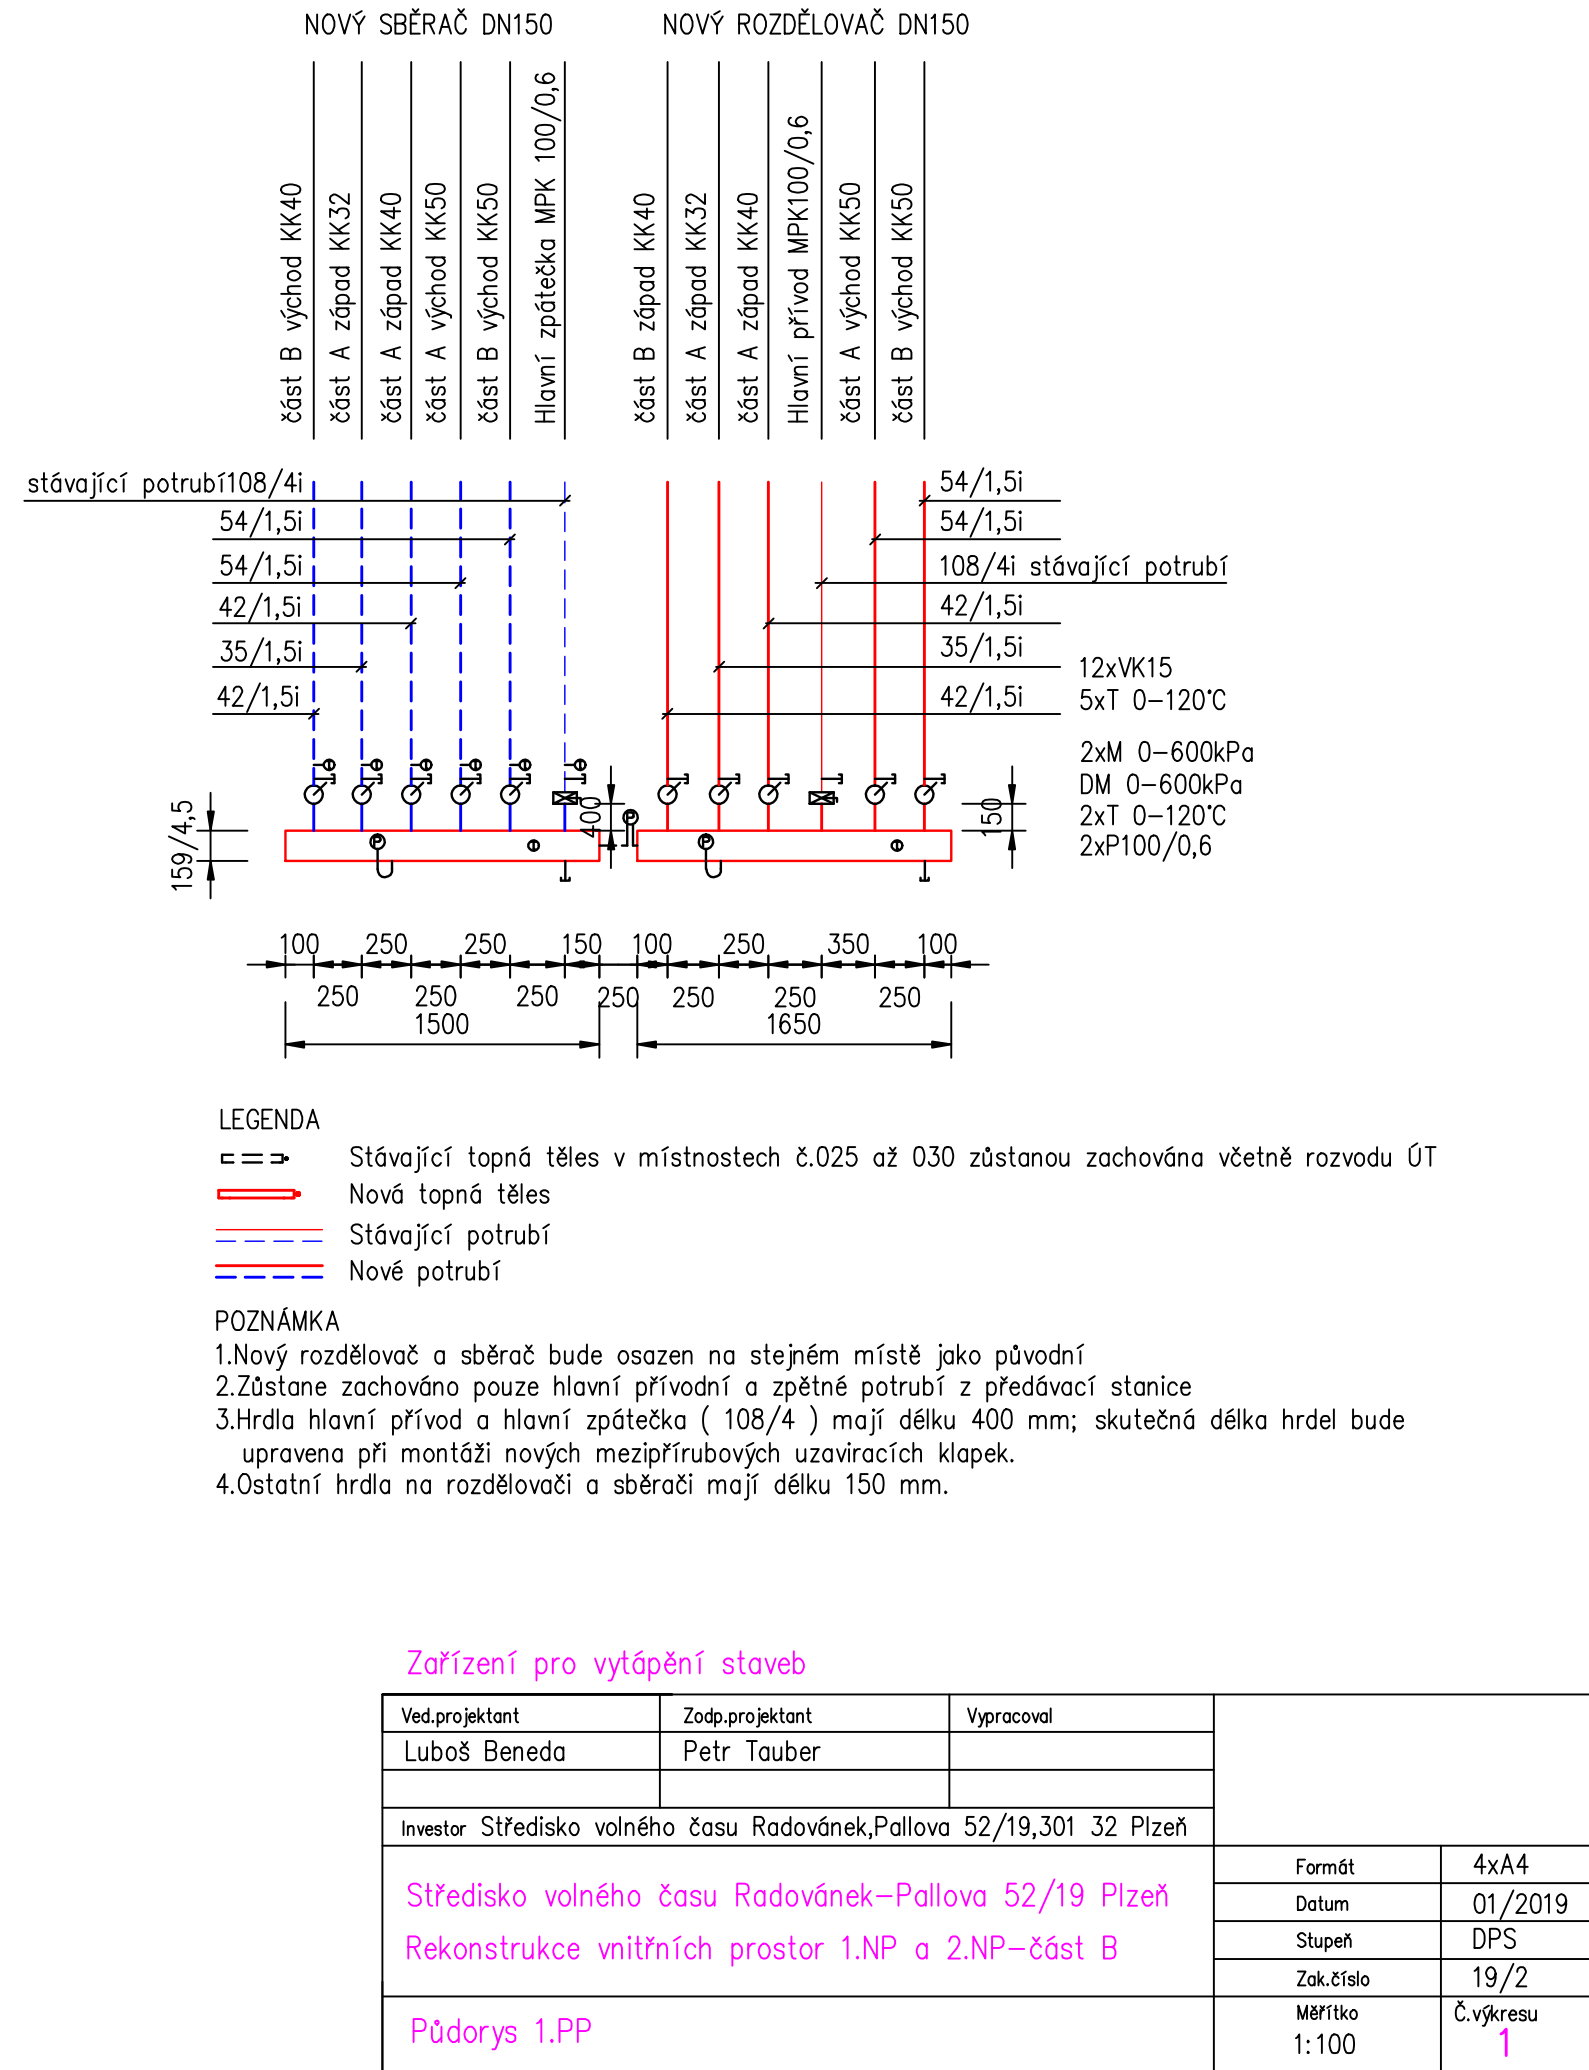 NOVÝ SBĚRAČ DN150
NOVÝ ROZDĚLOVAČ DN150
část B východ KK40
část A západ KK32
část A západ KK40
část A východ KK50
část B východ KK50
Hlavní zpátečka MPK 100/0,6
část B západ KK40
část A západ KK32
část A západ KK40
Hlavní přívod MPK100/0,6
část A východ KK50
část B východ KK50
stávající potrubí108/4i
54/1,5i
54/1,5i
42/1,5i
35/1,5i
42/1,5i
54/1,5i
54/1,5i
108/4i stávající potrubí
42/1,5i
35/1,5i
42/1,5i
12xVK15
5xT 0-120°C
2xM 0-600kPa
DM 0-600kPa
2xT 0-120°C
2xP100/0,6
159/4,5
400
150
P
P
P
100 250 250 150 100 250 350 100
250 250 250 250 250 250 250
1500 1650
LEGENDA
Stávající topná těles v místnostech č.025 až 030 zůstanou zachována včetně rozvodu ÚT
Nová topná těles
Stávající potrubí
Nové potrubí
POZNÁMKA
1.Nový rozdělovač a sběrač bude osazen na stejném místě jako původní
2.Zůstane zachováno pouze hlavní přívodní a zpětné potrubí z předávací stanice
3.Hrdla hlavní přívod a hlavní zpátečka ( 108/4 ) mají délku 400 mm; skutečná délka hrdel bude
upravena při montáži nových mezipřírubových uzaviracích klapek.
4.Ostatní hrdla na rozdělovači a sběrači mají délku 150 mm.
Zařízení pro vytápění staveb
Ved.projektant Zodp.projektant Vypracoval
Luboš Beneda Petr Tauber
Investor Středisko volného času Radovánek,Pallova 52/19,301 32 Plzeň
Středisko volného času Radovánek-Pallova 52/19 Plzeň
Rekonstrukce vnitřních prostor 1.NP a 2.NP-část B
Půdorys 1.PP
Formát 4xA4
Datum 01/2019
Stupeň DPS
Zak.číslo 19/2
Měřítko Č.výkresu
1:100 1